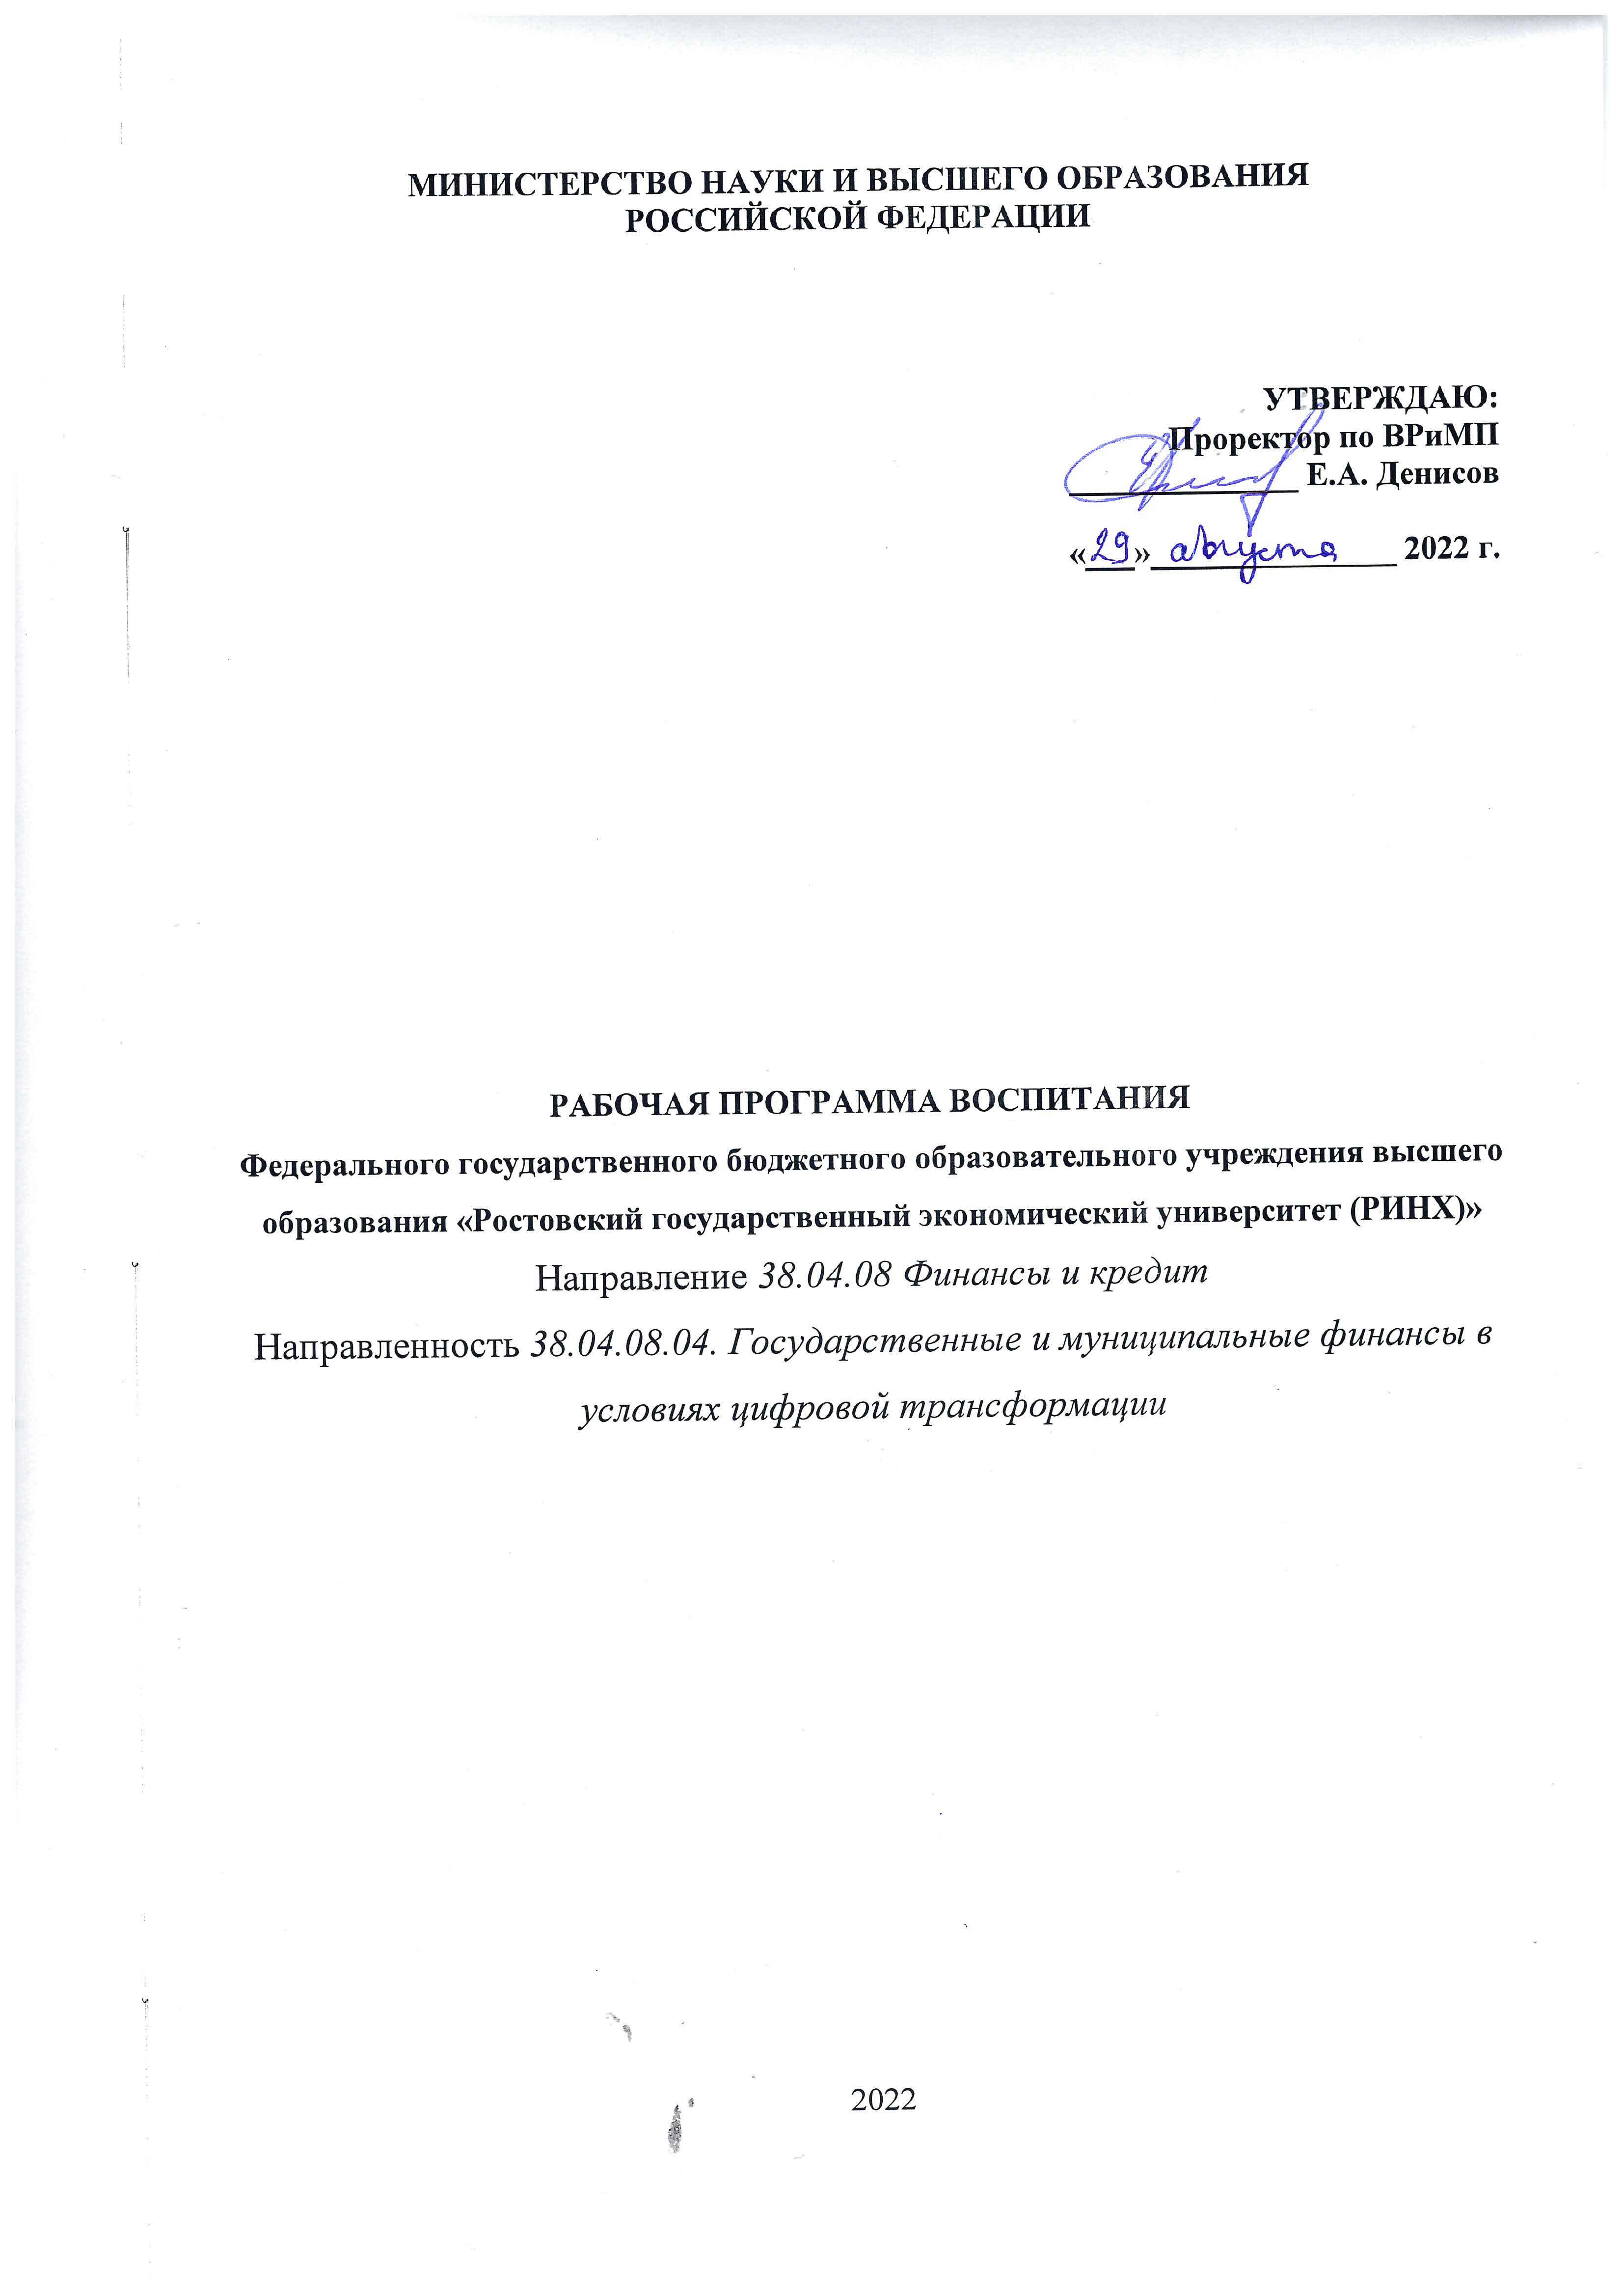 МИНИСТЕРСТВО НАУКИ И ВЫСШЕГО ОБРАЗОВАНИЯ
РОССИЙСКОЙ ФЕДЕРАЦИИ
УТВЕРЖДАЮ:
Проректор по ВРиМП
Е.А. Денисов
«29» августа 2022 г.
РАБОЧАЯ ПРОГРАММА ВОСПИТАНИЯ
Федерального государственного бюджетного образовательного учреждения высшего
образования «Ростовский государственный экономический университет (РИНХ)»
Направление 38.04.08 Финансы и кредит
Направленность 38.04.08.04. Государственные и муниципальные финансы в
условиях цифровой трансформации
2022